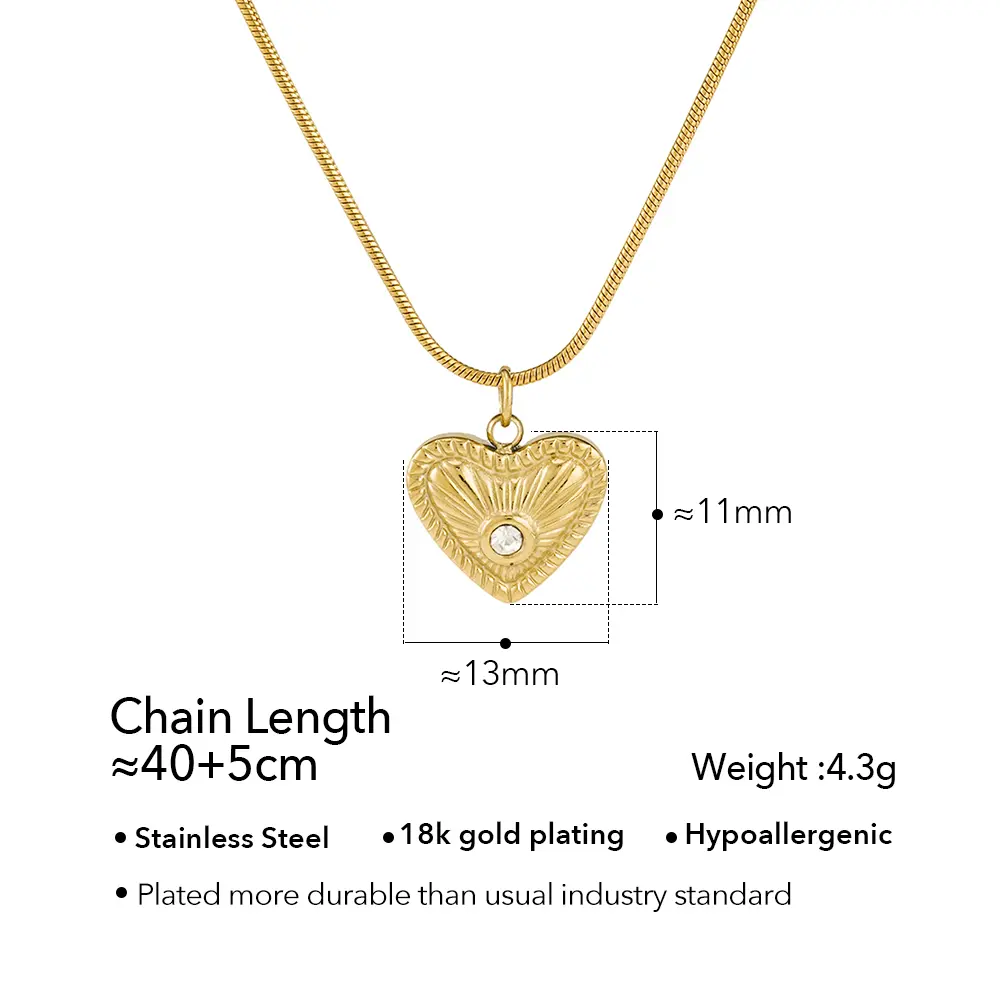 ≈11mm
≈13mm
Chain Length
≈40+5cm
Weight :4.3g
• Stainless Steel
• 18k gold plating
• Hypoallergenic
• Plated more durable than usual industry standard